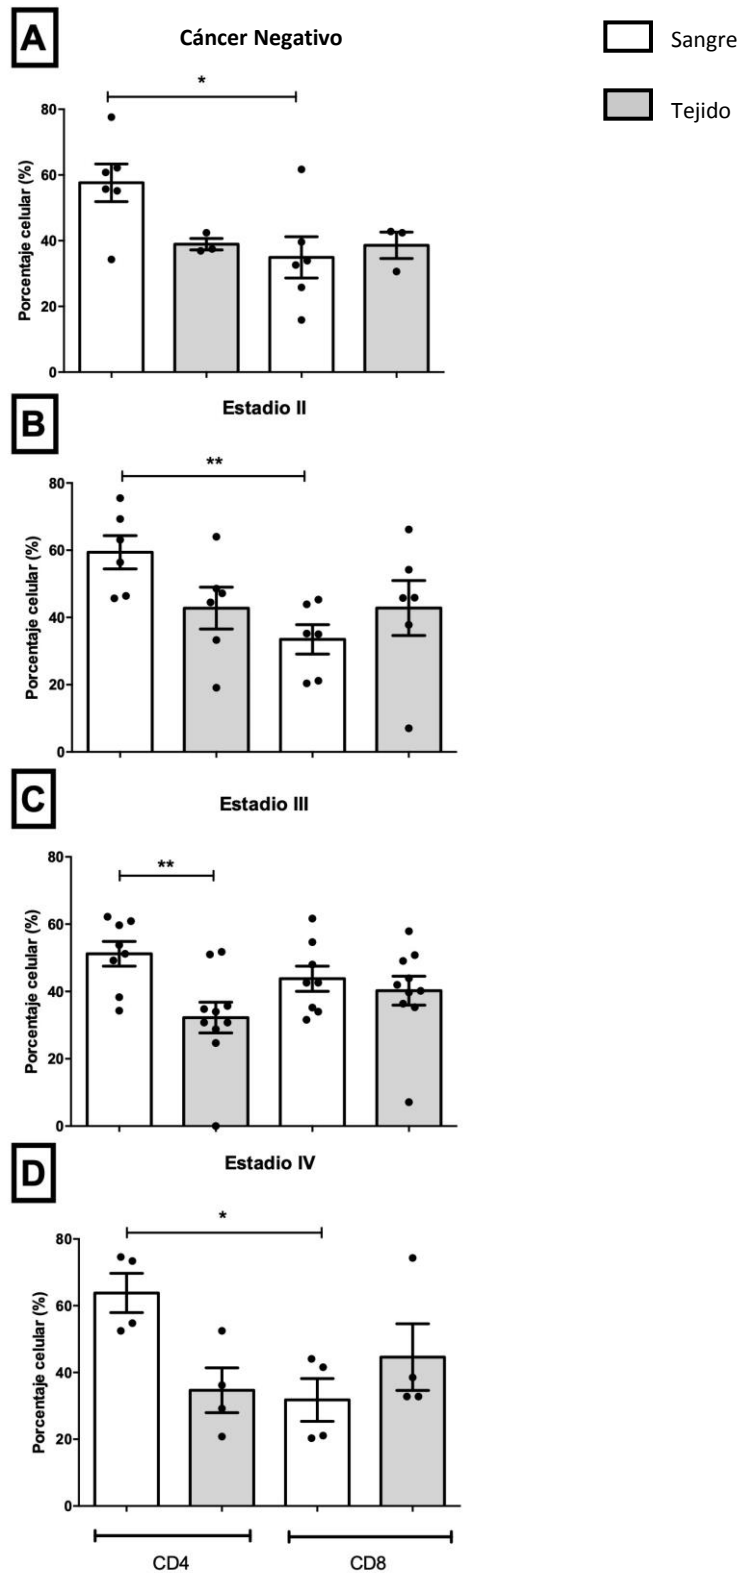 A
Cáncer Negativo
Sangre
Tejido
*
Porcentaje celular (%)
80
60
40
20
0
B
Estadio II
**
Porcentaje celular (%)
80
60
40
20
0
C
Estadio III
**
Porcentaje celular (%)
80
60
40
20
0
D
Estadio IV
*
Porcentaje celular (%)
80
60
40
20
0
CD4
CD8